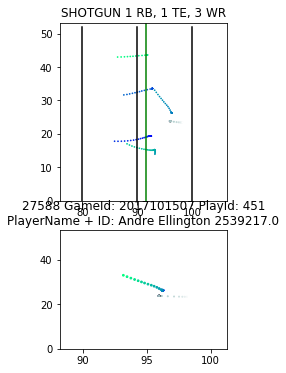 SHOTGUN 1 RB, 1 TE, 3 WR
50
40
30
20
10
0
80 90 100
27588 GameId: 2017101507 PlayId: 451
PlayerName + ID: Andre Ellington 2539217.0
40
20
0
90 95 100